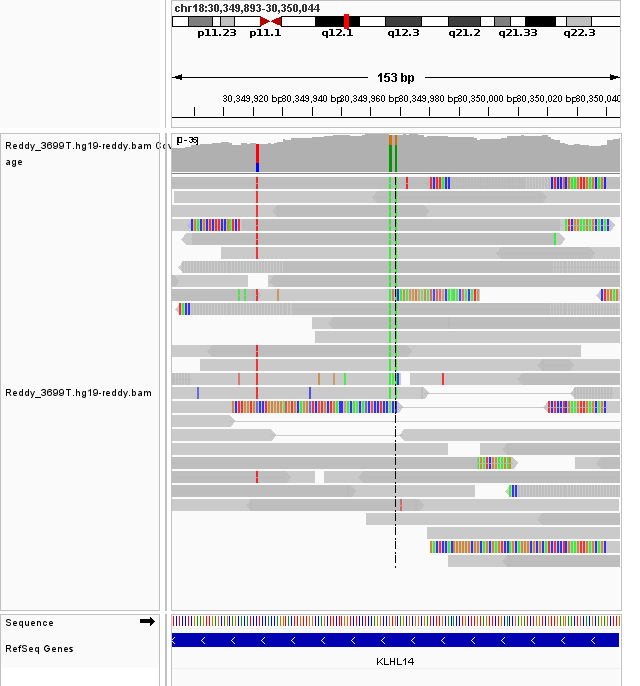 chr18:30,349,893-30,350,044
p11.23 p11.1 q12.1 q12.3 q21.2 q21.33 q22.3
153 bp
30,349,920 bp 30,349,940 bp 30,349,960 bp 30,349,980 bp 30,350,000 bp 30,350,020 bp 30,350,040
[0-35]
Reddy_3699T.hg19-reddy.bam Cov
age
Reddy_3699T.hg19-reddy.bam
Sequence
RefSeq Genes
KLHL14